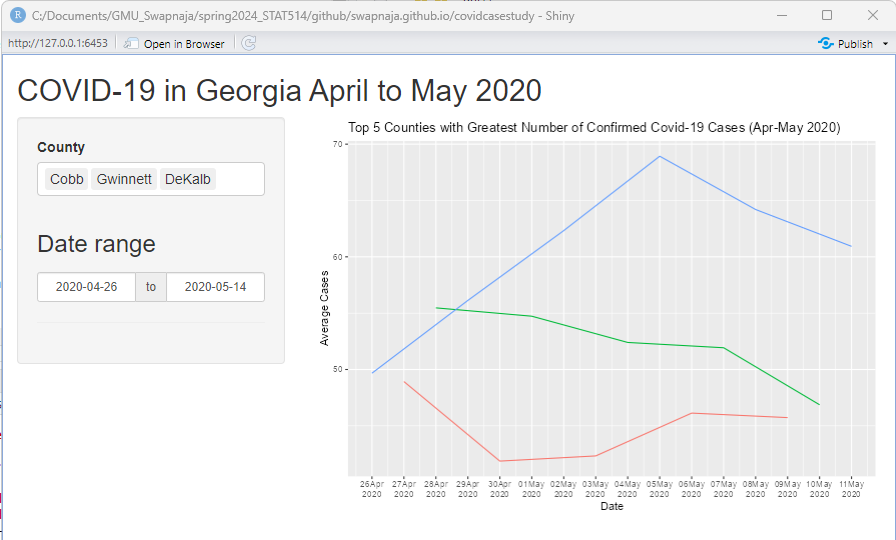 C:/Documents/GMU_Swapnaja/spring2024_STAT514/github/swapnaja.github.io/covidcasestudy - Shiny
http://127.0.0.1:6453 Open in Browser Publish
COVID-19 in Georgia April to May 2020
County
Cobb Gwinnett DeKalb
Date range
2020-04-26 to 2020-05-14
Top 5 Counties with Greatest Number of Confirmed Covid-19 Cases (Apr-May 2020)
Average Cases
70
60
50
26Apr 27Apr 28Apr 29Apr 30Apr 01May 02May 03May 04May 05May 06May 07May 08May 09May 10May 11May
2020 2020 2020 2020 2020 2020 2020 2020 2020 2020 2020 2020 2020 2020 2020 2020
Date